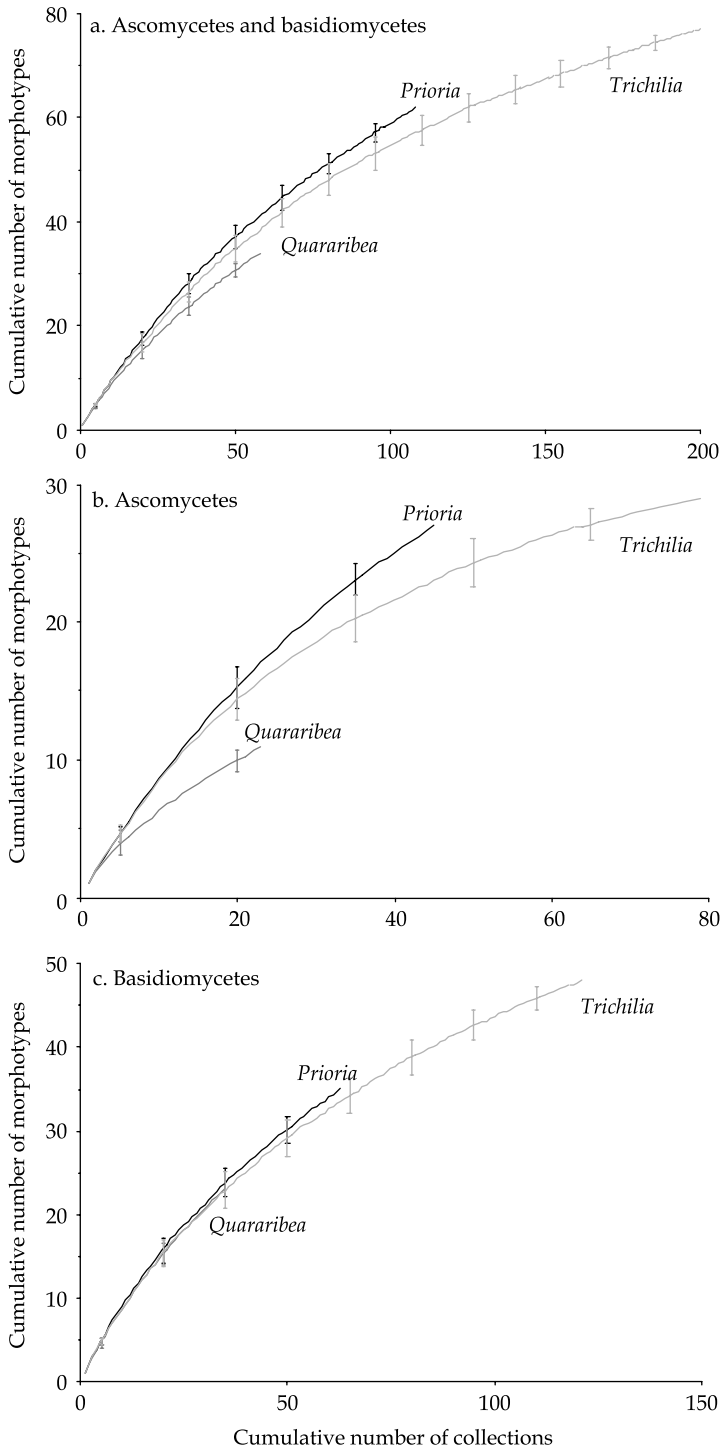 80
a. Ascomycetes and basidiomycetes
Prioria
Trichilia
60
Cumulative number of morphotypes
40
Quararibea
20
0
0 50 100 150 200
30
b. Ascomycetes
Prioria
Trichilia
20
Cumulative number of morphotypes
Quararibea
10
0
0 20 40 60 80
50
c. Basidiomycetes
Trichilia
40
Prioria
Cumulative number of morphotypes
30
20
Quararibea
10
0
0 50 100 150
Cumulative number of collections